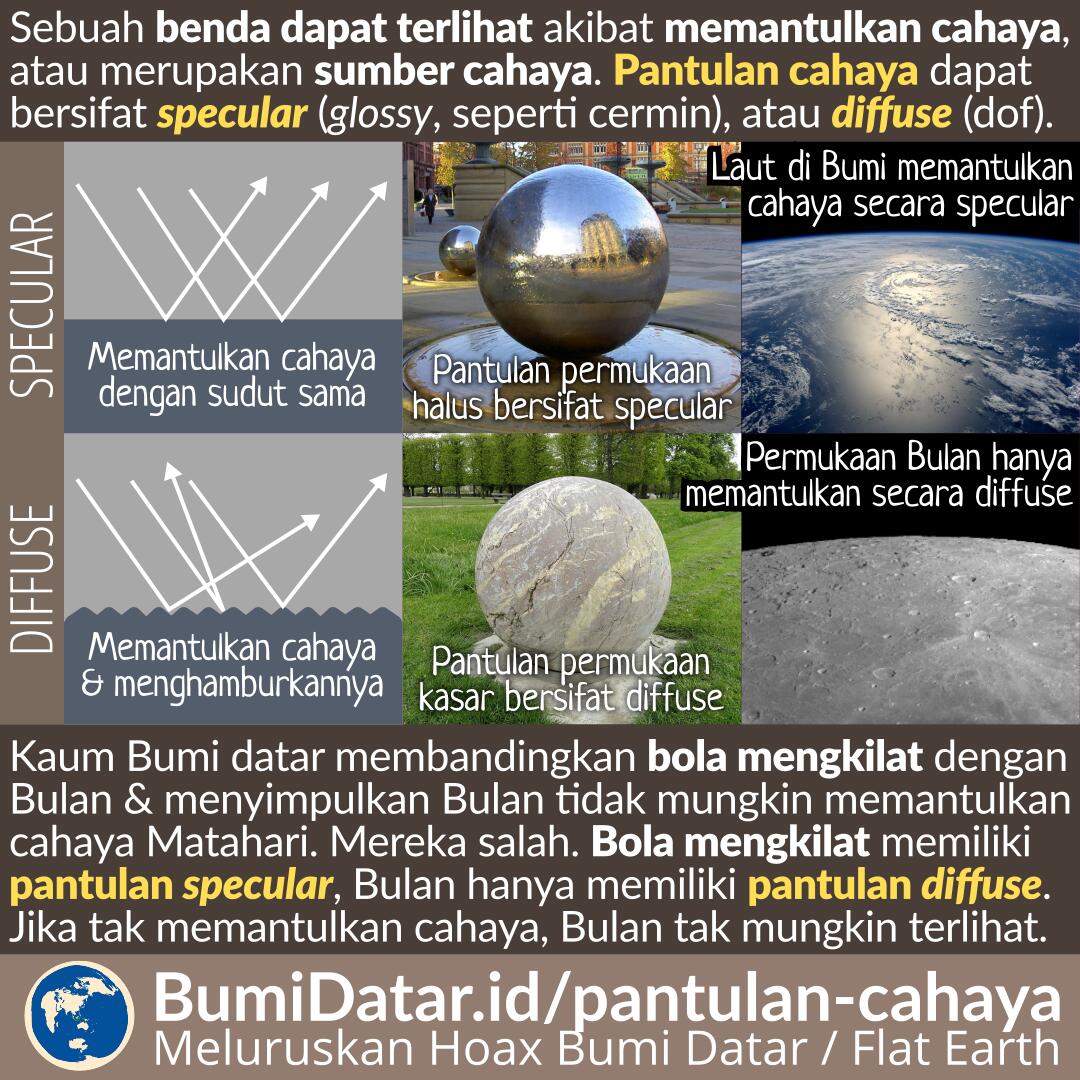 Sebuah benda dapat terlihat akibat memantulkan cahaya,
atau merupakan sumber cahaya. Pantulan cahaya dapat
bersifat specular (glossy, seperti cermin), atau diffuse (dof).
SPECULAR
Memantulkan cahaya
dengan sudut sama
Pantulan permukaan
halus bersifat specular
Laut di Bumi memantulkan
cahaya secara specular
DIFFUSE
Memantulkan cahaya
& menghamburkannya
Pantulan permukaan
kasar bersifat diffuse
Permukaan Bulan hanya
memantulkan secara diffuse
Kaum Bumi datar membandingkan bola mengkilat dengan
Bulan & menyimpulkan Bulan tidak mungkin memantulkan
cahaya Matahari. Mereka salah. Bola mengkilat memiliki
pantulan specular, Bulan hanya memiliki pantulan diffuse.
Jika tak memantulkan cahaya, Bulan tak mungkin terlihat.
BumiDatar.id/pantulan-cahaya
Meluruskan Hoax Bumi Datar / Flat Earth